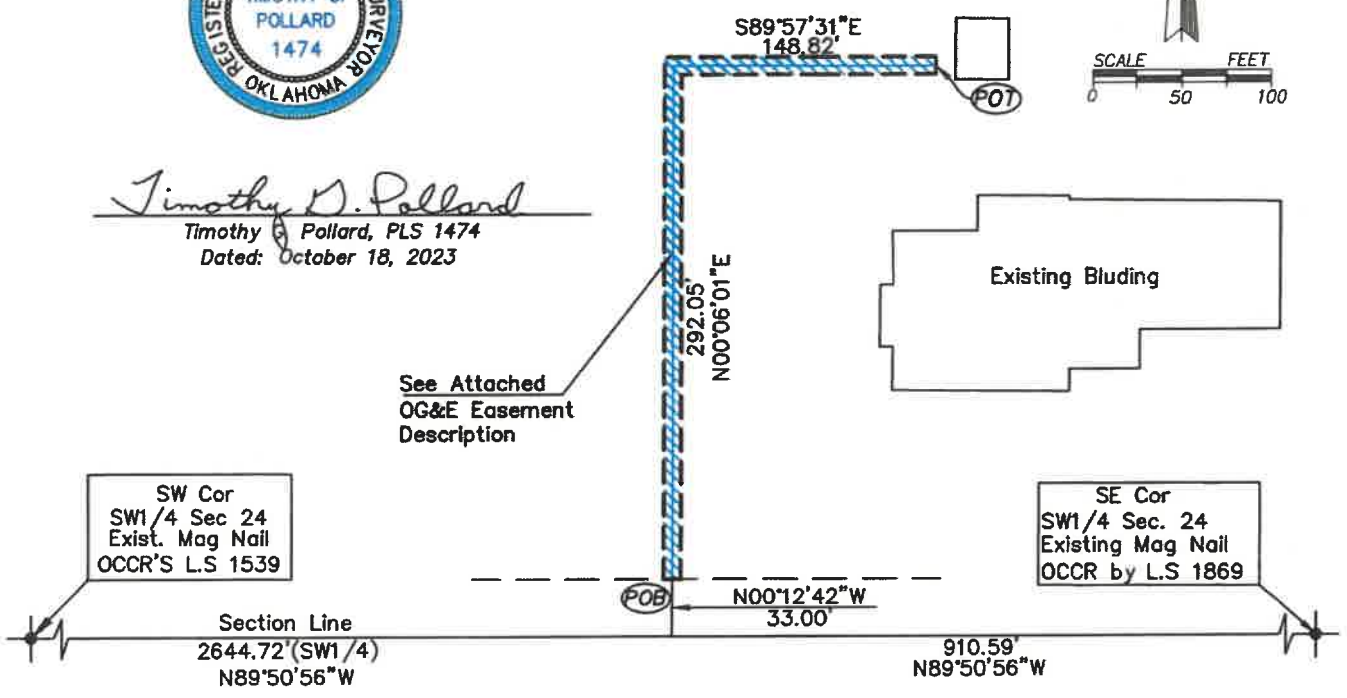 REGISTE
POLLARD
1474
RVEYOR
OKLAHOMA
S89°57'31"E
148.82'
POT
SCALE FEET
0 50 100
Timothy D. Pollard
Timothy Pollard, PLS 1474
Dated: October 18, 2023
292.05'
N00°06'01"E
Existing Bluding
See Attached
OG&E Easement
Description
SW Cor
SW1/4 Sec 24
Exist. Mag Nail
OCCR'S L.S 1539
SE Cor
SW1/4 Sec. 24
Existing Mag Nail
OCCR by L.S 1869
POB
N00°12'42"W
33.00'
Section Line
2644.72'(SW1/4)
N89°50'56"W
910.59'
N89°50'56"W